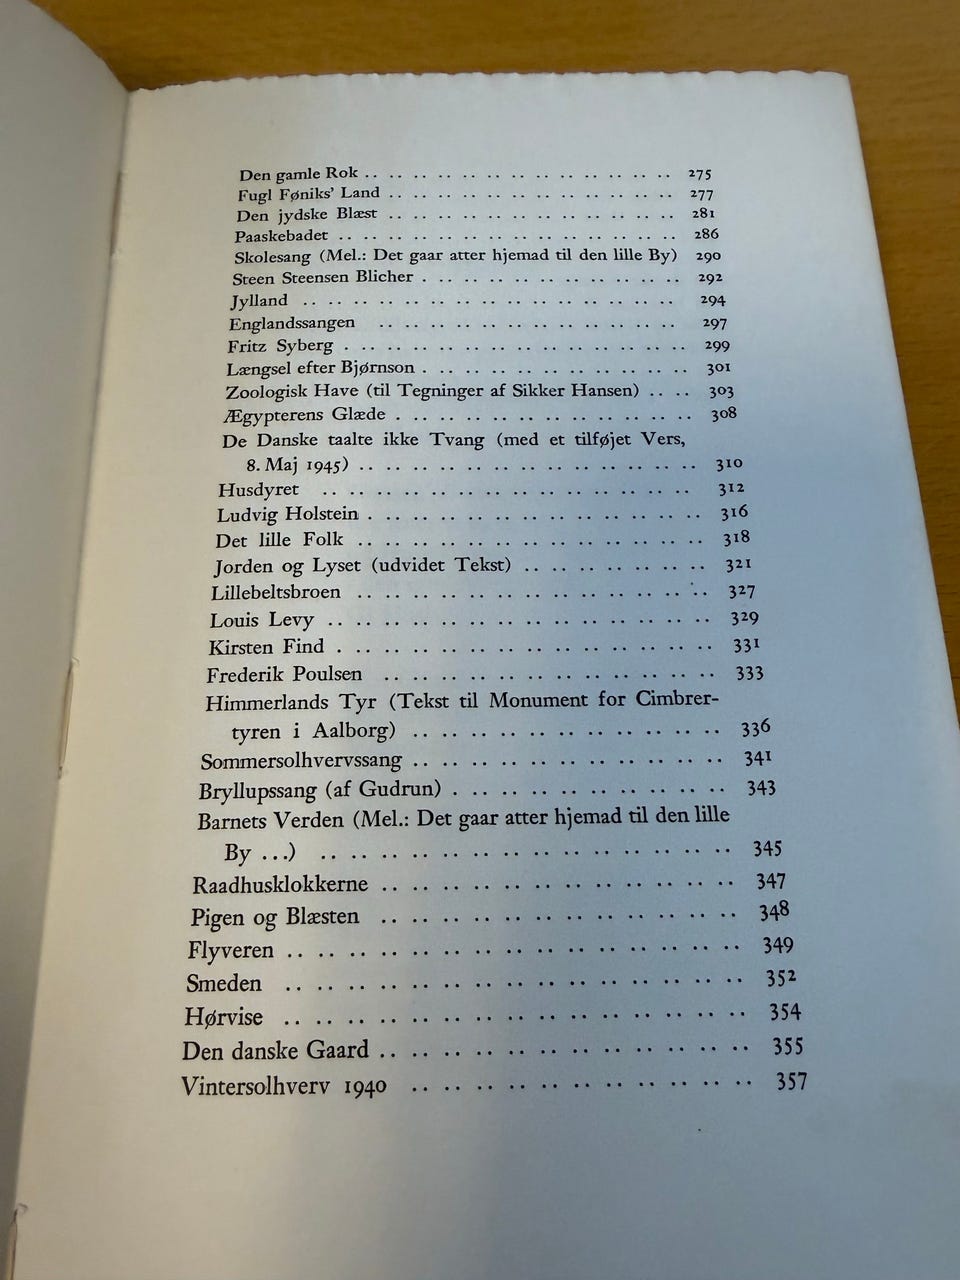 Den gamle Rok .. .. .. .. .. .. .. .. .. .. .. .. .. 275
Fugl Føniks' Land .. .. .. .. .. .. .. .. .. .. .. .. 277
Den jydske Blæst .. .. .. .. .. .. .. .. .. .. .. .. 281
Paaskebadet .. .. .. .. .. .. .. .. .. .. .. .. .. .. 286
Skolesang (Mel.: Det gaar atter hjemad til den lille By) 290
Steen Steensen Blicher . .. .. .. .. .. .. .. .. .. .. 292
Jylland .. .. .. .. .. .. .. .. .. .. .. .. .. .. .. 294
Englandssangen .. .. .. .. .. .. .. .. .. .. .. .. 297
Fritz Syberg . .. .. .. .. .. .. .. .. .. .. .. .. .. 299
Længsel efter Bjørnson . .. .. .. .. .. .. .. .. .. .. 301
Zoologisk Have (til Tegninger af Sikker Hansen) .. .. 303
Ægypterens Glæde . .. .. .. .. .. .. .. .. .. .. .. 308
De Danske taalte ikke Tvang (med et tilføjet Vers,
8. Maj 1945) .. .. .. .. .. .. .. .. .. .. .. .. .. .. 310
Husdyret .. .. .. .. .. .. .. .. .. .. .. .. .. .. .. 312
Ludvig Holstein . .. .. .. .. .. .. .. .. .. .. .. .. 316
Det lille Folk .. .. .. .. .. .. .. .. .. .. .. .. .. 318
Jorden og Lyset (udvidet Tekst) .. .. .. .. .. .. .. 321
Lillebeltsbroen .. .. .. .. .. .. .. .. .. .. .. .. .. 327
Louis Levy .. .. .. .. .. .. .. .. .. .. .. .. .. .. 329
Kirsten Find . .. .. .. .. .. .. .. .. .. .. .. .. .. 331
Frederik Poulsen .. .. .. .. .. .. .. .. .. .. .. .. 333
Himmerlands Tyr (Tekst til Monument for Cimbrer-
tyren i Aalborg) .. .. .. .. .. .. .. .. .. .. .. 336
Sommersolhvervssang .. .. .. .. .. .. .. .. .. .. .. 341
Bryllupssang (af Gudrun) . .. .. .. .. .. .. .. .. .. 343
Barnets Verden (Mel.: Det gaar atter hjemad til den lille
By ...) .. .. .. .. .. .. .. .. .. .. .. .. .. .. 345
Raadhusklokkerne .. .. .. .. .. .. .. .. .. .. .. .. 347
Pigen og Blæsten .. .. .. .. .. .. .. .. .. .. .. .. 348
Flyveren .. .. .. .. .. .. .. .. .. .. .. .. .. .. .. 349
Smeden .. .. .. .. .. .. .. .. .. .. .. .. .. .. .. 352
Hørvise .. .. .. .. .. .. .. .. .. .. .. .. .. .. .. 354
Den danske Gaard .. .. .. .. .. .. .. .. .. .. .. .. 355
Vintersolhverv 1940 .. .. .. .. .. .. .. .. .. .. .. 357